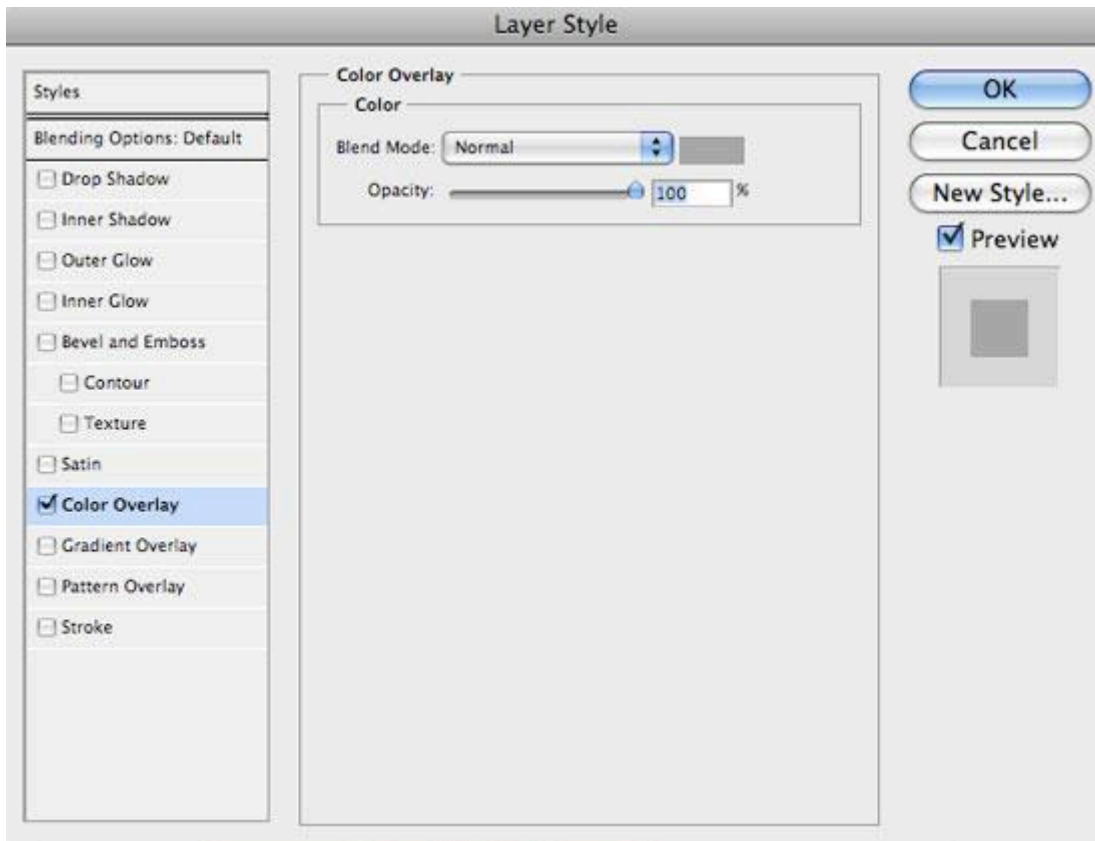 Layer Style
Styles
Blending Options: Default
Drop Shadow
Inner Shadow
Outer Glow
Inner Glow
Bevel and Emboss
Contour
Texture
Satin
Color Overlay
Gradient Overlay
Pattern Overlay
Stroke
Color Overlay
Color
Blend Mode: Normal
Opacity: 100 %
OK
Cancel
New Style...
Preview